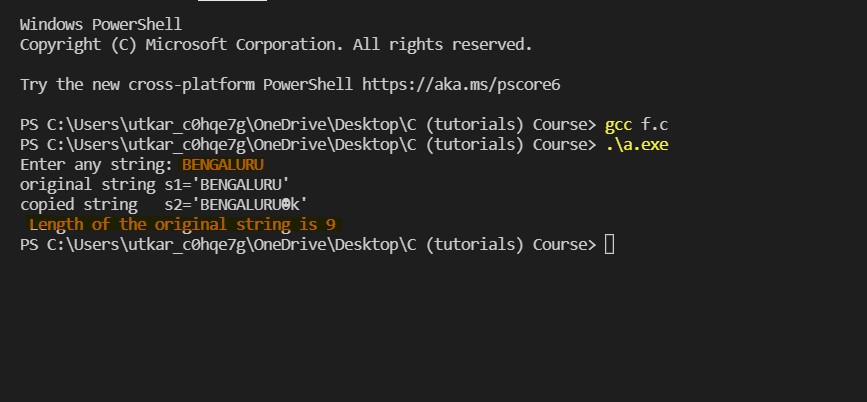 Windows PowerShell
Copyright (C) Microsoft Corporation. All rights reserved.
Try the new cross-platform PowerShell https://aka.ms/pscore6
PS C:\Users\utkar_c0hqe7g\OneDrive\Desktop\C (tutorials) Course> gcc f.c
PS C:\Users\utkar_c0hqe7g\OneDrive\Desktop\C (tutorials) Course> .\a.exe
Enter any string: BENGALURU
original string s1='BENGALURU'
copied string   s2='BENGALURU☻k'
Length of the original string is 9
PS C:\Users\utkar_c0hqe7g\OneDrive\Desktop\C (tutorials) Course>